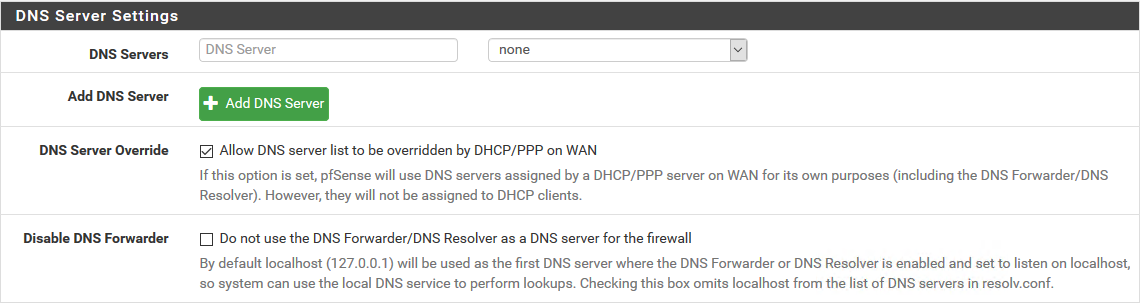 DNS Server Settings
DNS Servers DNS Server none
Add DNS Server Add DNS Server
DNS Server Override Allow DNS server list to be overridden by DHCP/PPP on WAN
If this option is set, pfSense will use DNS servers assigned by a DHCP/PPP server on WAN for its own purposes (including the DNS Forwarder/DNS
Resolver). However, they will not be assigned to DHCP clients.
Disable DNS Forwarder Do not use the DNS Forwarder/DNS Resolver as a DNS server for the firewall
By default localhost (127.0.0.1) will be used as the first DNS server where the DNS Forwarder or DNS Resolver is enabled and set to listen on localhost,
so system can use the local DNS service to perform lookups. Checking this box omits localhost from the list of DNS servers in resolv.conf.